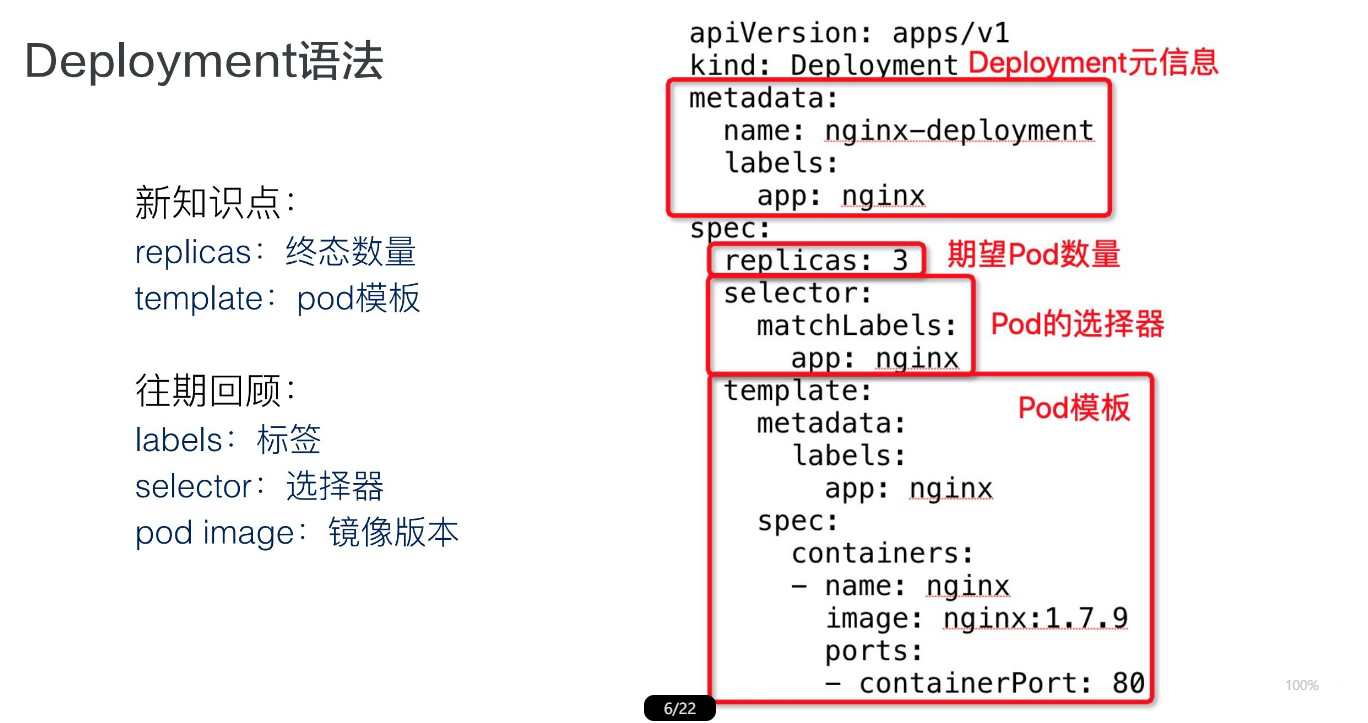 Deployment语法
新知识点：
replicas：终态数量
template：pod模板
往期回顾：
labels：标签
selector：选择器
pod image：镜像版本
apiVersion: apps/v1
kind: Deployment
Deployment元信息
metadata:
  name: nginx-deployment
  labels:
    app: nginx
spec:
  replicas: 3
期望Pod数量
  selector:
    matchLabels:
Pod的选择器
      app: nginx
  template:
Pod模板
    metadata:
      labels:
        app: nginx
    spec:
      containers:
      - name: nginx
        image: nginx:1.7.9
        ports:
        - containerPort: 80
6/22
100%